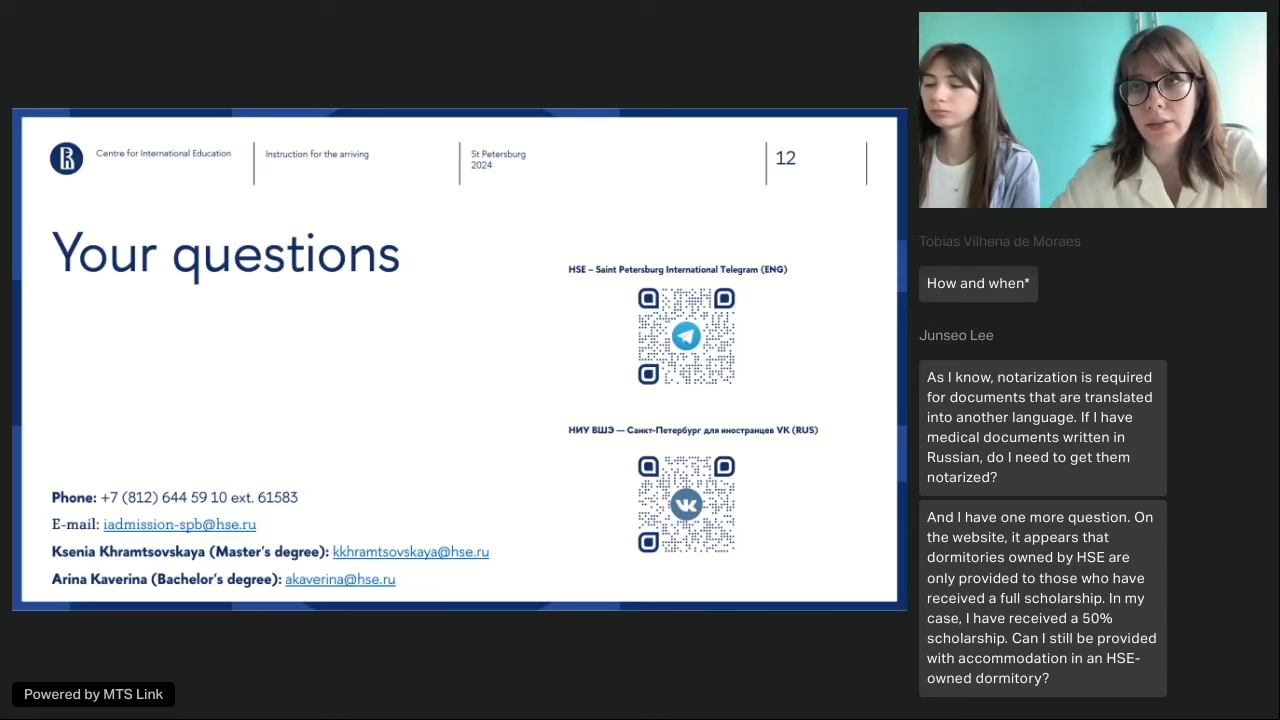 Centre for International Education
Instruction for the arriving
St Petersburg
2024
12
Your questions
HSE – Saint Petersburg International Telegram (ENG)
НИУ ВШЭ — Санкт-Петербург для иностранцев VK (RUS)
Phone: +7 (812) 644 59 10 ext. 61583
E-mail: iadmission-spb@hse.ru
Ksenia Khramtsovskaya (Master's degree): kkhramtsovskaya@hse.ru
Arina Kaverina (Bachelor's degree): akaverina@hse.ru
Powered by MTS Link
Tobias Vilhena de Moraes
How and when*
Junseo Lee
As I know, notarization is required
for documents that are translated
into another language. If I have
medical documents written in
Russian, do I need to get them
notarized?
And I have one more question. On
the website, it appears that
dormitories owned by HSE are
only provided to those who have
received a full scholarship. In my
case, I have received a 50%
scholarship. Can I still be provided
with accommodation in an HSE-
owned dormitory?